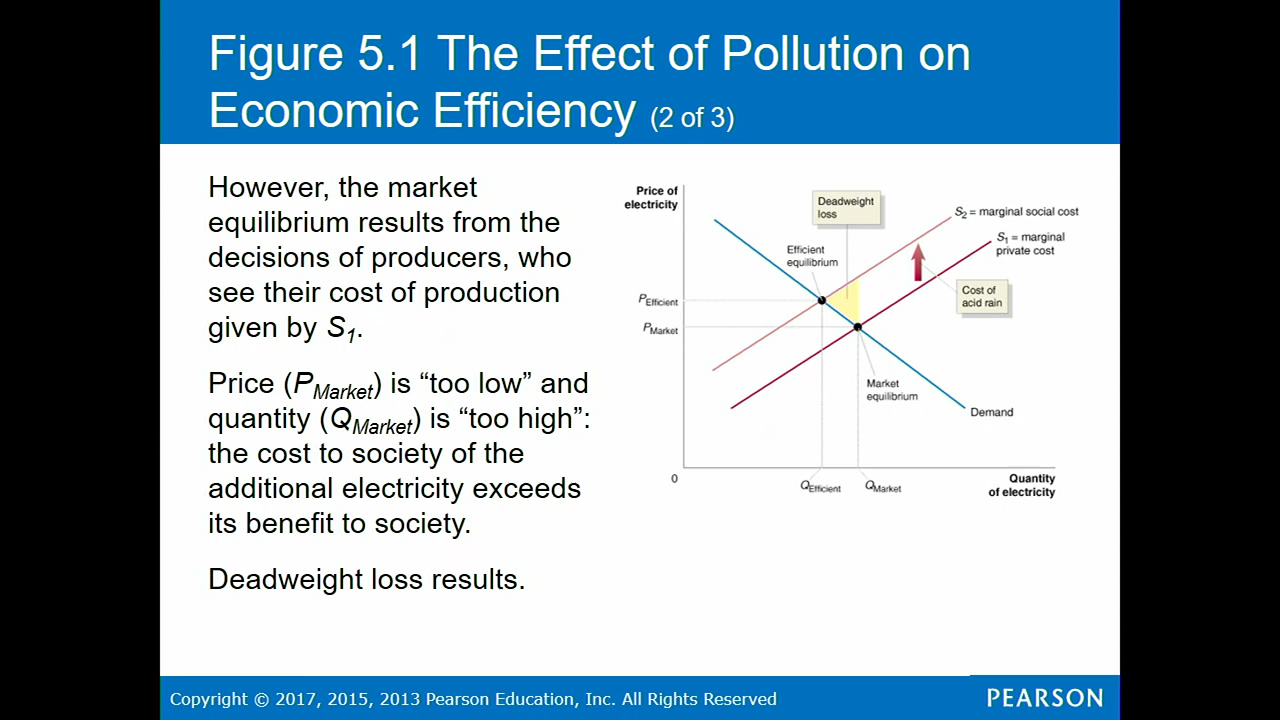 Figure 5.1 The Effect of Pollution on
Economic Efficiency (2 of 3)
However, the market
equilibrium results from the
decisions of producers, who
see their cost of production
given by S1.
Price (PMarket) is “too low” and
quantity (QMarket) is “too high”:
the cost to society of the
additional electricity exceeds
its benefit to society.
Deadweight loss results.
Price of
electricity
Deadweight
loss
S2 = marginal social cost
S1 = marginal
private cost
Efficient
equilibrium
Cost of
acid rain
PEfficient
PMarket
Market
equilibrium
Demand
0
QEfficient
QMarket
Quantity
of electricity
Copyright © 2017, 2015, 2013 Pearson Education, Inc. All Rights Reserved
PEARSON